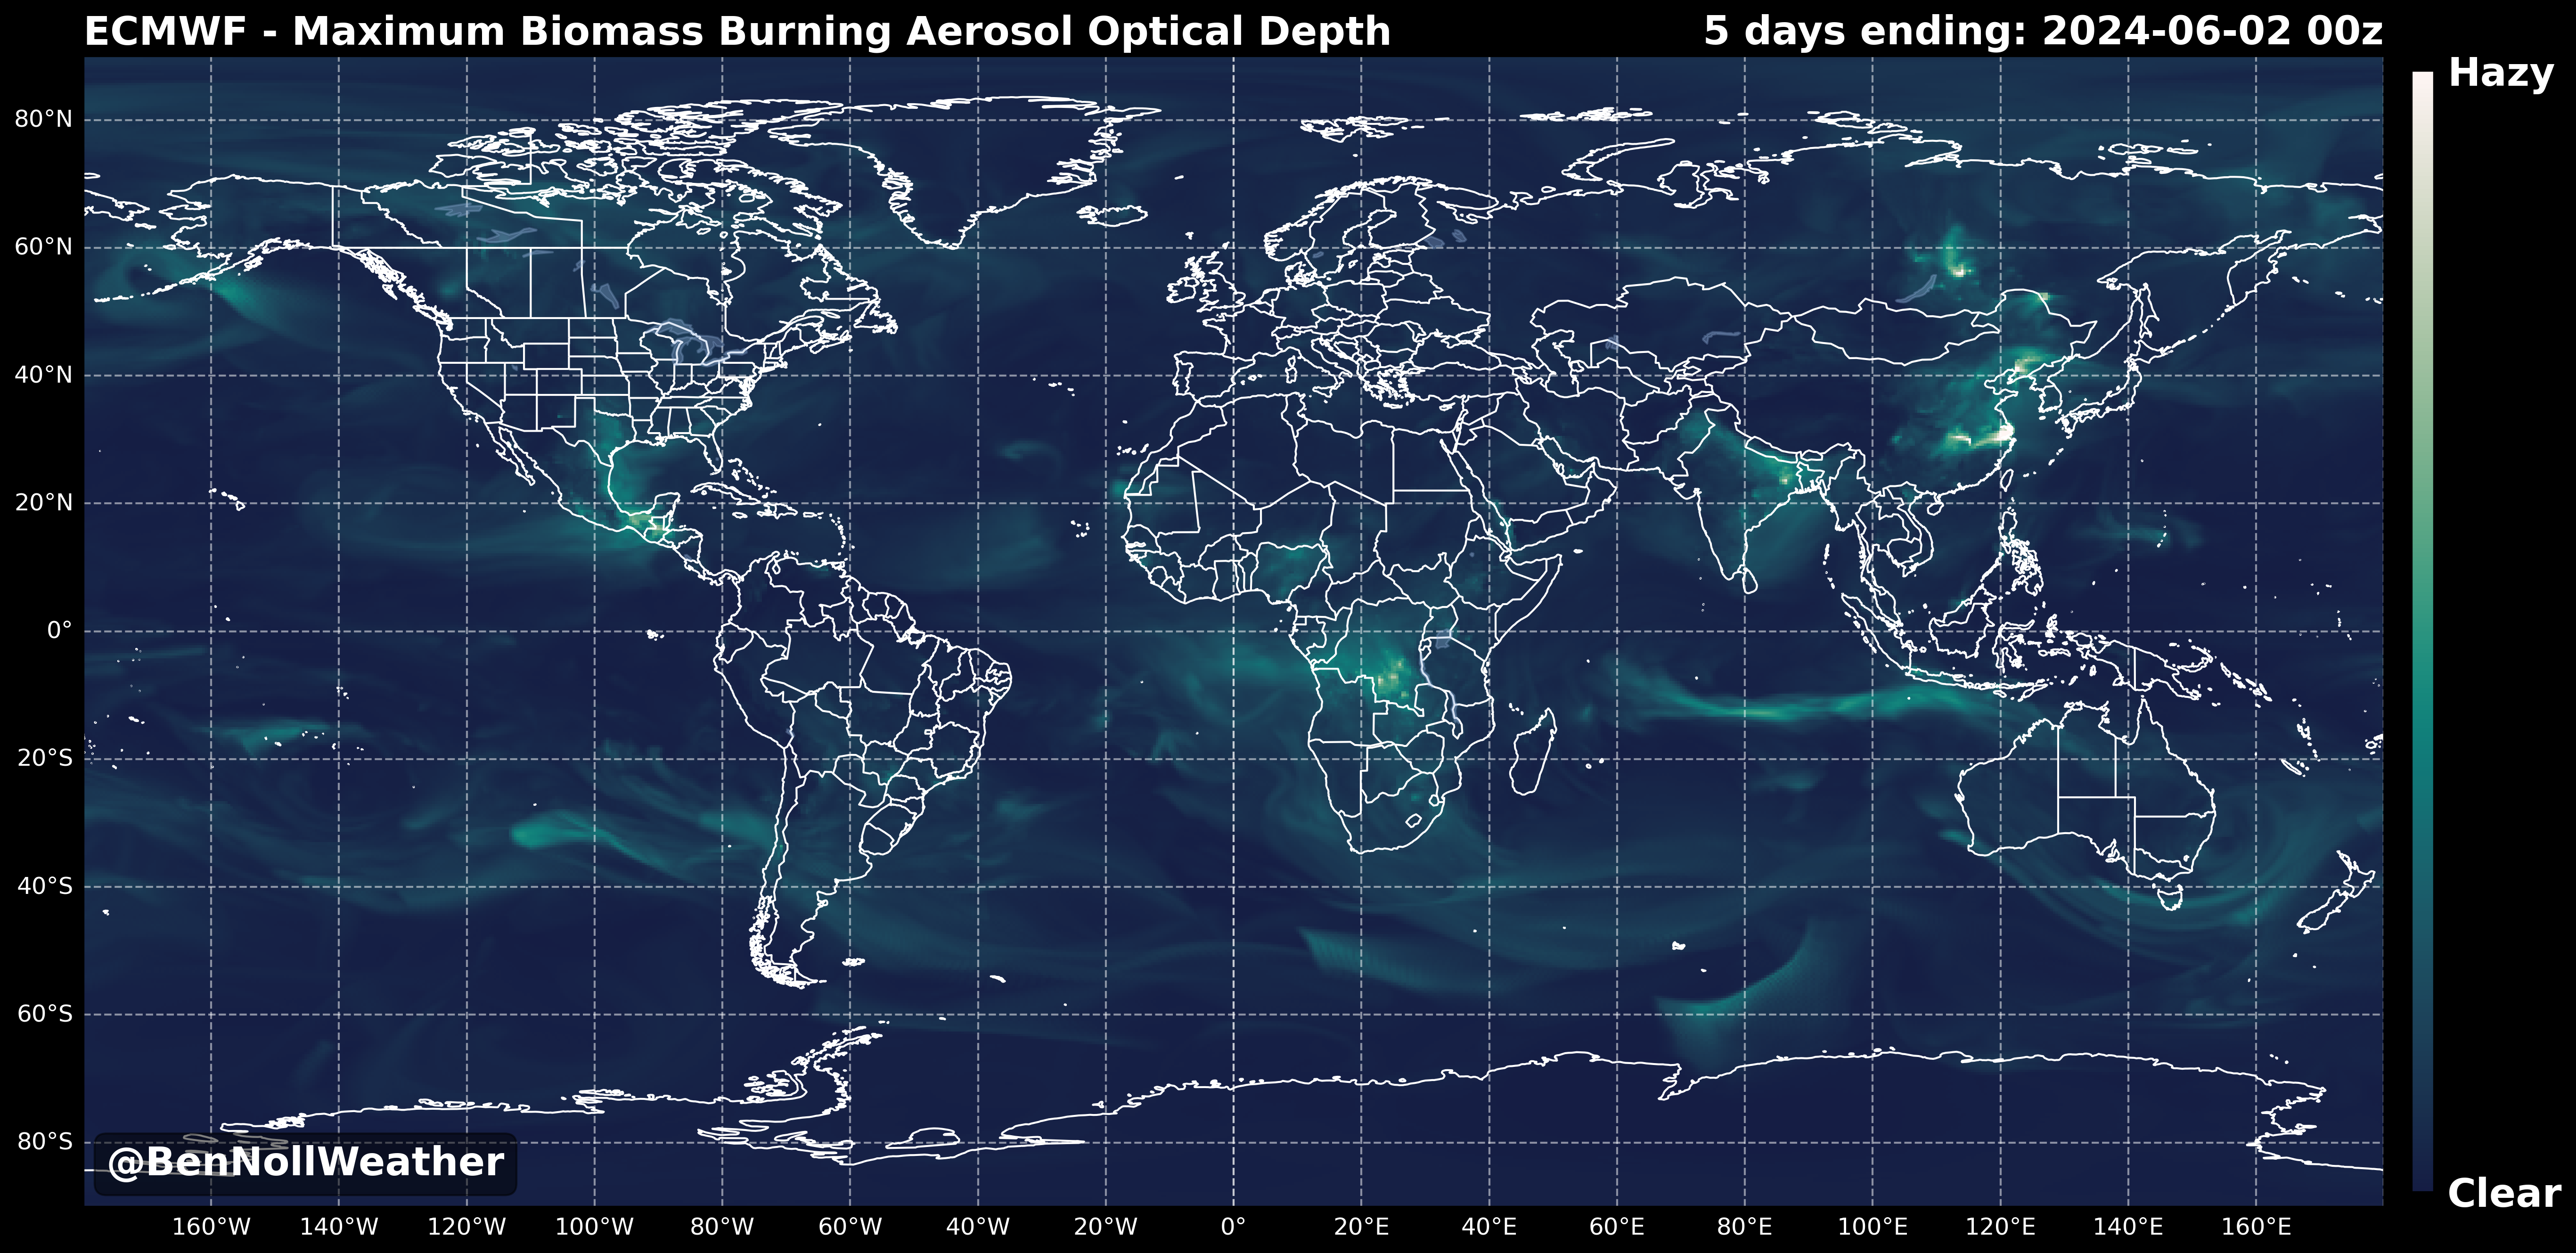 ECMWF - Maximum Biomass Burning Aerosol Optical Depth
5 days ending: 2024-06-02 00z
Hazy
80°N
60°N
40°N
20°N
0°
20°S
40°S
60°S
80°S
@BenNollWeather
Clear
160°W 140°W 120°W 100°W 80°W 60°W 40°W 20°W 0° 20°E 40°E 60°E 80°E 100°E 120°E 140°E 160°E